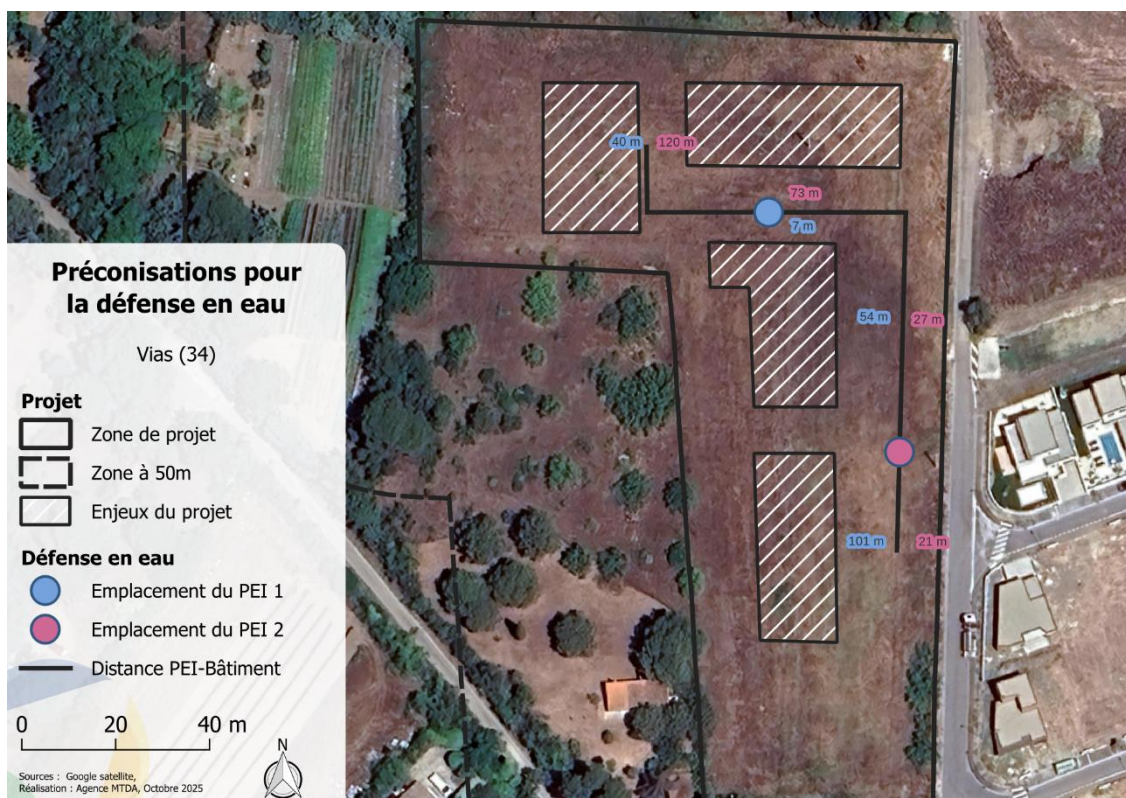 40 m
120 m
73 m
7 m
54 m
27 m
101 m
21 m
Préconisations pour
la défense en eau
Vias (34)
Projet
Zone de projet
Zone à 50m
Enjeux du projet
Défense en eau
Emplacement du PEI 1
Emplacement du PEI 2
Distance PEI-Bâtiment
0 20 40 m
N
Sources : Google satellite,
Réalisation : Agence MTDA, Octobre 2025